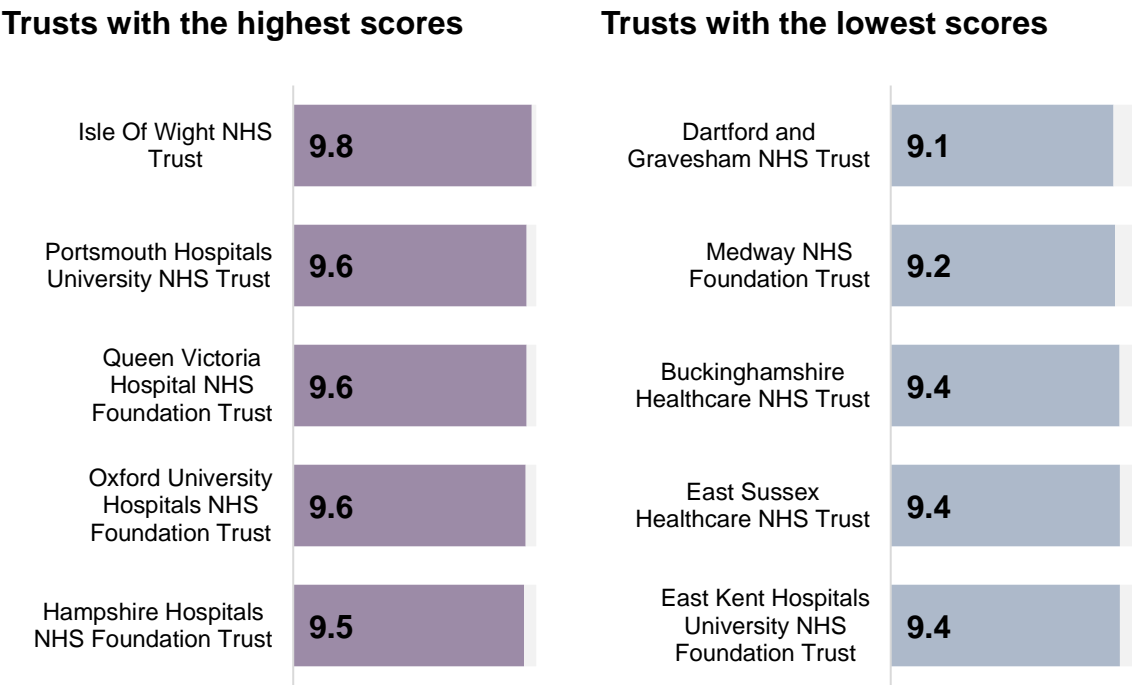 Trusts with the highest scores
Isle Of Wight NHS
Trust
9.8
Portsmouth Hospitals
University NHS Trust
9.6
Queen Victoria
Hospital NHS
Foundation Trust
9.6
Oxford University
Hospitals NHS
Foundation Trust
9.6
Hampshire Hospitals
NHS Foundation Trust
9.5
Trusts with the lowest scores
Dartford and
Gravesham NHS Trust
9.1
Medway NHS
Foundation Trust
9.2
Buckinghamshire
Healthcare NHS Trust
9.4
East Sussex
Healthcare NHS Trust
9.4
East Kent Hospitals
University NHS
Foundation Trust
9.4